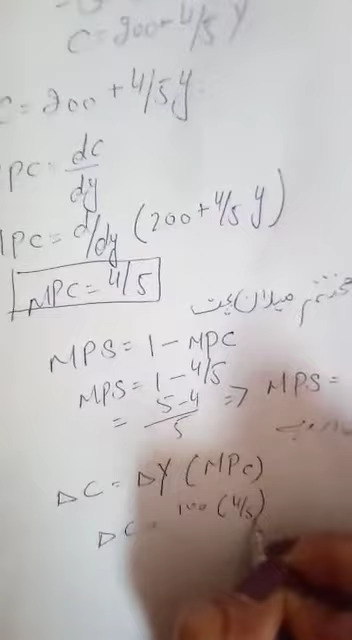 C = 200 + 4/5 Y
C = 200 + 4/5 Y
PC = dc/dy
MPC = d/dy (200 + 4/5 Y)
MPC = 4/5
MPS = 1 - MPC
MPS = 1 - 4/5
= 5-4/5 => MPS =
ΔC = ΔY (MPC)
ΔC = 100 (4/5)